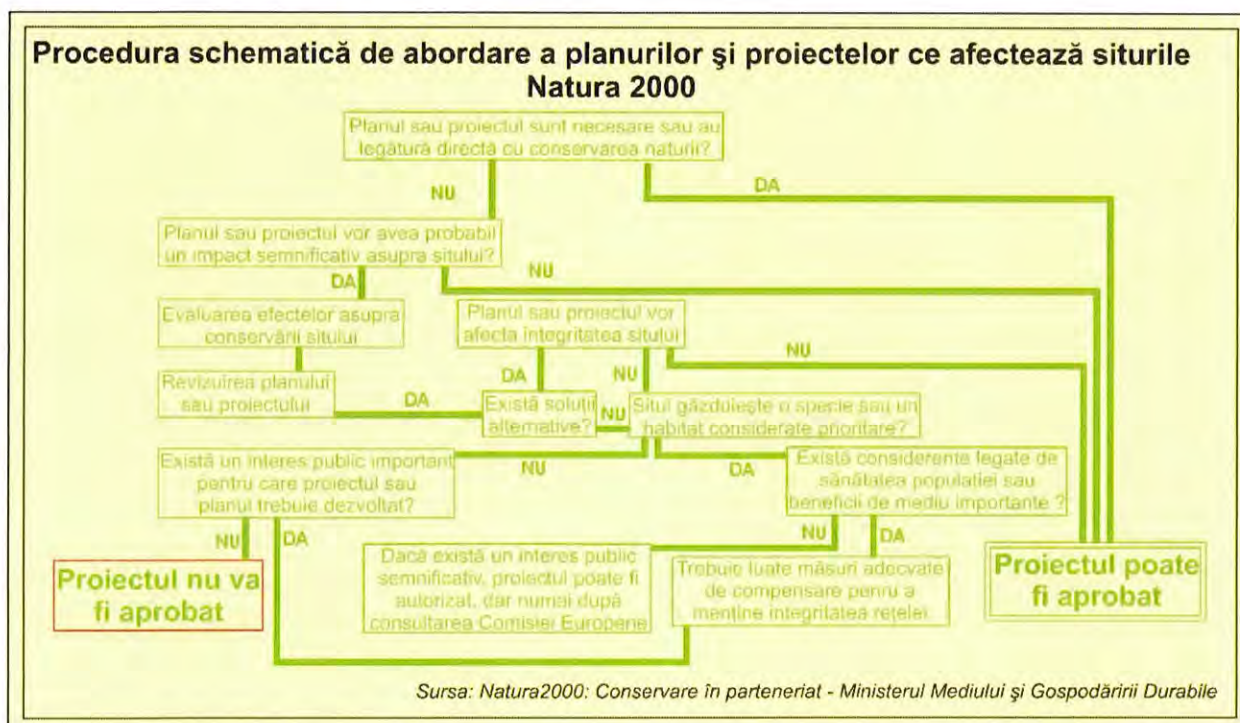 Procedura schematică de abordare a planurilor şi proiectelor ce afectează siturile
Natura 2000
Planul sau proiectul sunt necesare sau au
legătură directă cu conservarea naturii?
NU
DA
Planul sau proiectul vor avea probabil
un impact semnificativ asupra sitului?
NU
DA
Evaluarea efectelor asupra
conservării sitului
Planul sau proiectul vor
afecta integritatea sitului
NU
DA
NU
Revizuirea planului
sau proiectului
DA
Există soluţii
alternative?
NU
Situl găzduieşte o specie sau un
habitat considerate prioritare?
NU
DA
Există un interes public important
pentru care proiectul sau
planul trebuie dezvoltat?
Există considerente legate de
sănătatea populaţiei sau
beneficii de mediu importante ?
NU
DA
NU
DA
Proiectul nu va
fi aprobat
Dacă există un interes public
semnificativ, proiectul poate fi
autorizat, dar numai după
consultarea Comisiei Europene
Trebuie luate măsuri adecvate
de compensare penru a
menţine integritatea reţelei
Proiectul poate
fi aprobat
Sursa: Natura2000: Conservare în parteneriat - Ministerul Mediului şi Gospodăririi Durabile